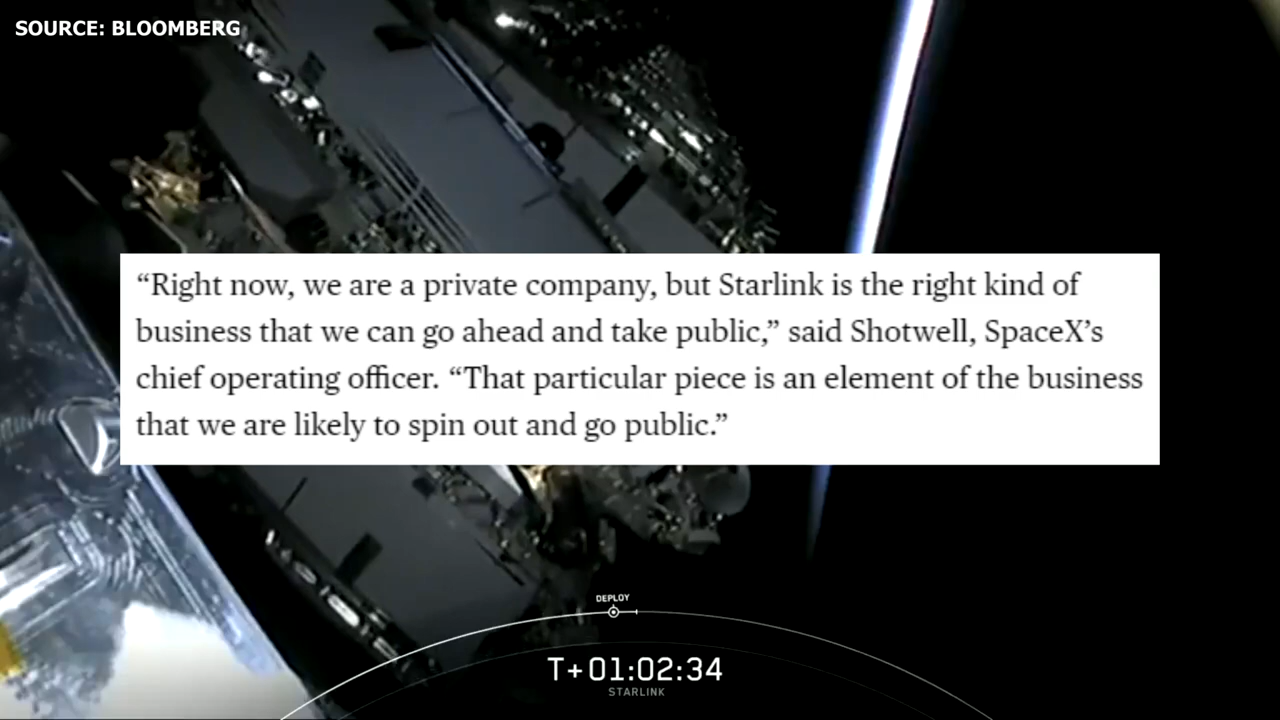 SOURCE: BLOOMBERG
“Right now, we are a private company, but Starlink is the right kind of
business that we can go ahead and take public,” said Shotwell, SpaceX’s
chief operating officer. “That particular piece is an element of the business
that we are likely to spin out and go public.”
DEPLOY
T+01:02:34
STARLINK